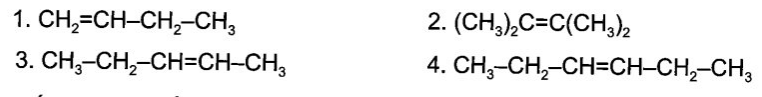 1. CH₂=CH–CH₂–CH₃ 2. (CH₃)₂C=C(CH₃)₂
3. CH₃–CH₂–CH=CH–CH₃ 4. CH₃–CH₂–CH=CH–CH₂–CH₃